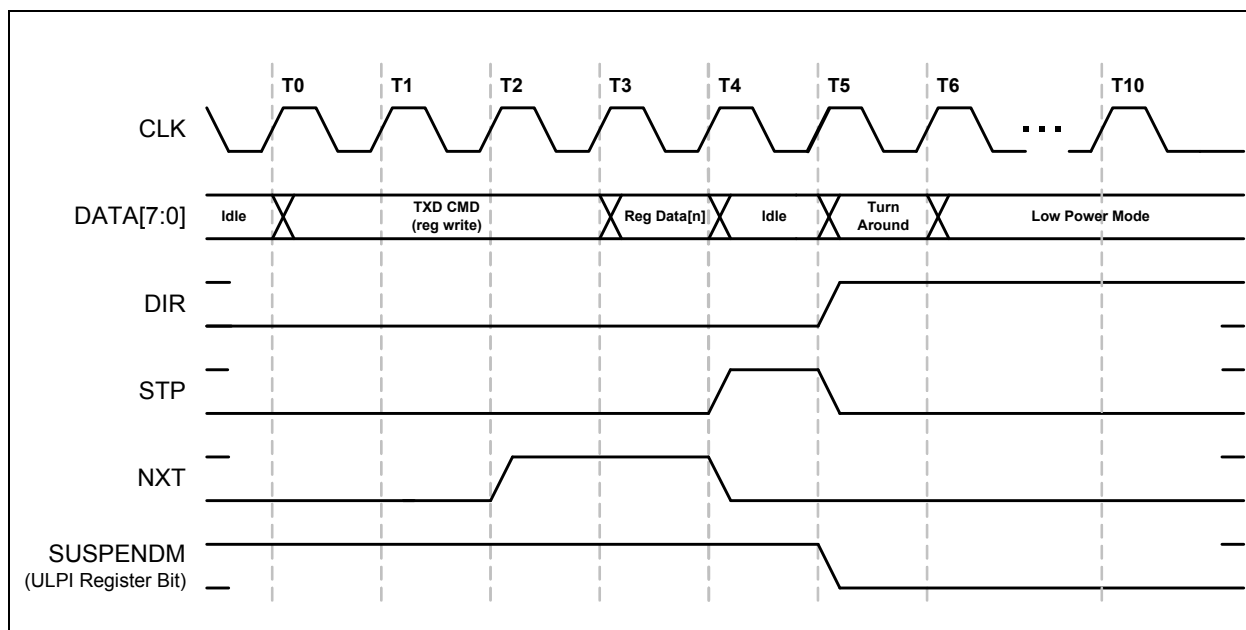 T0 T1 T2 T3 T4 T5 T6 T10
CLK
...
DATA[7:0] Idle TXD CMD Reg Data[n] Idle Turn Low Power Mode
(reg write) Around
DIR
STP
NXT
SUSPENDM
(ULPI Register Bit)